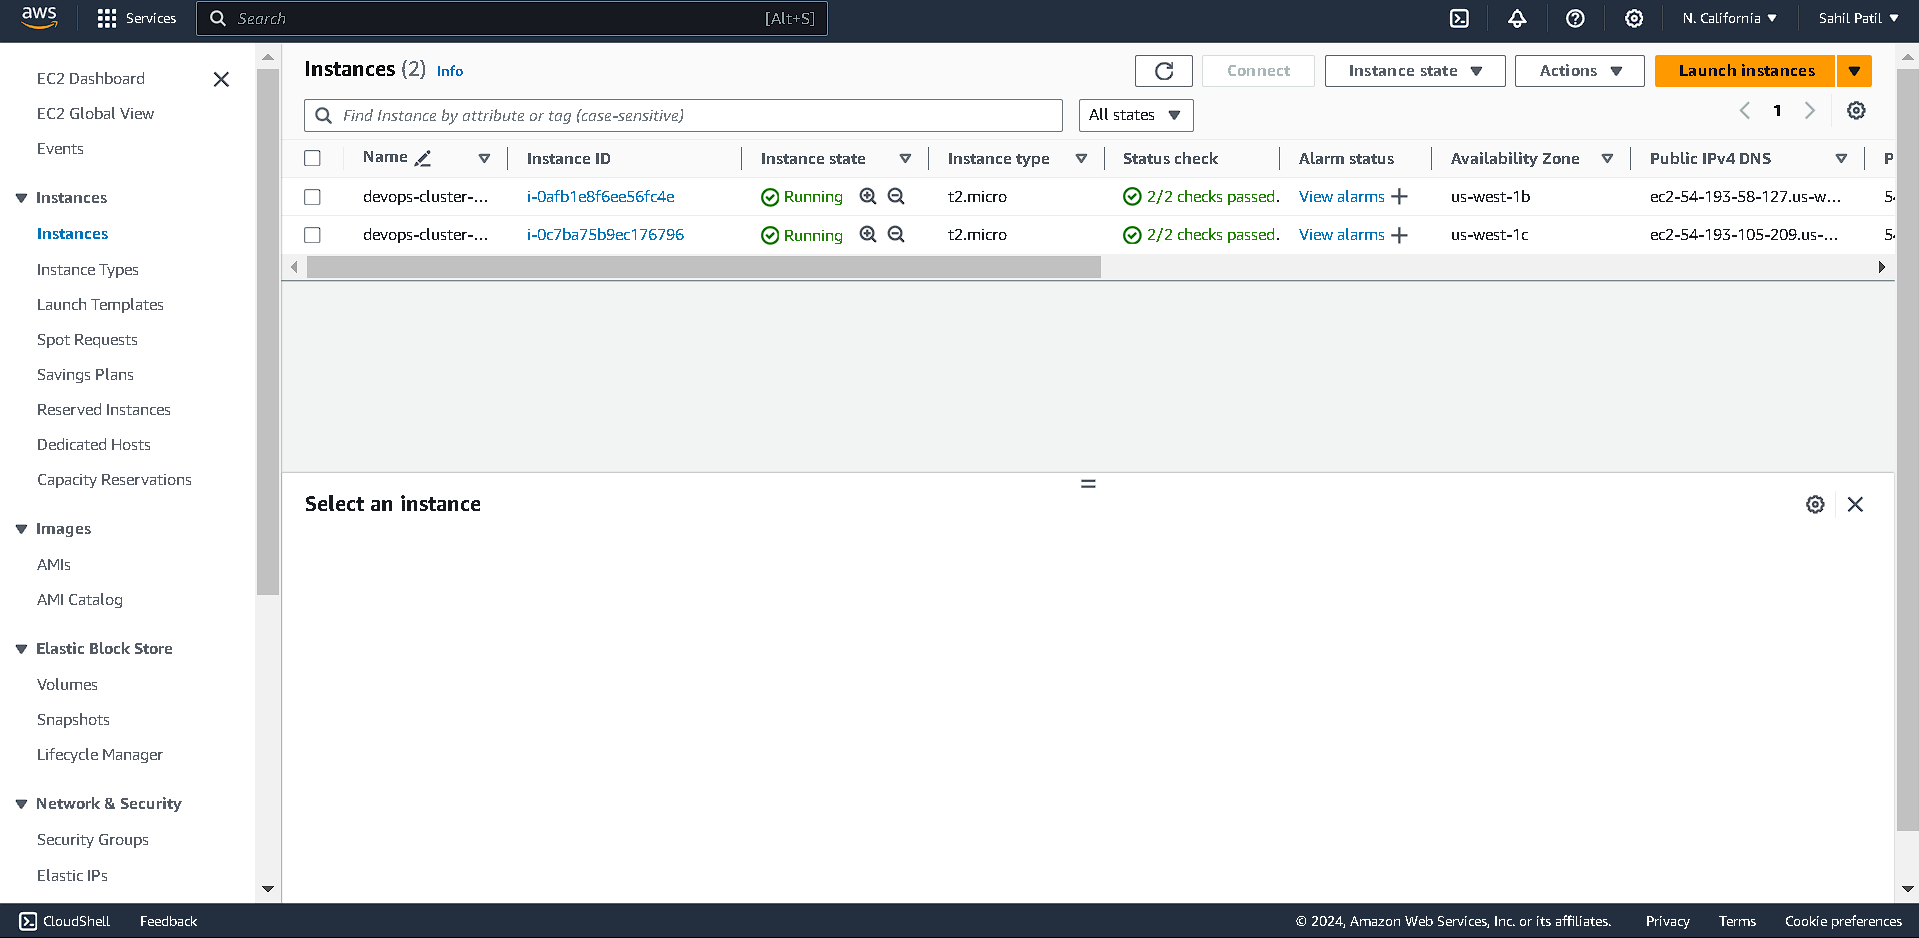 aws
Services
Search [Alt+S]
N. California
Sahil Patil
EC2 Dashboard
EC2 Global View
Events
Instances
Instances
Instance Types
Launch Templates
Spot Requests
Savings Plans
Reserved Instances
Dedicated Hosts
Capacity Reservations
Images
AMIs
AMI Catalog
Elastic Block Store
Volumes
Snapshots
Lifecycle Manager
Network & Security
Security Groups
Elastic IPs
Instances (2) Info
Connect
Instance state
Actions
Launch instances
Find Instance by attribute or tag (case-sensitive)
All states
1
Name Instance ID Instance state Instance type Status check Alarm status Availability Zone Public IPv4 DNS P
devops-cluster-... i-0afb1e8f6ee56fc4e Running t2.micro 2/2 checks passed. View alarms + us-west-1b ec2-54-193-58-127.us-w... 54
devops-cluster-... i-0c7ba75b9ec176796 Running t2.micro 2/2 checks passed. View alarms + us-west-1c ec2-54-193-105-209.us-... 54
Select an instance
CloudShell Feedback © 2024, Amazon Web Services, Inc. or its affiliates. Privacy Terms Cookie preferences